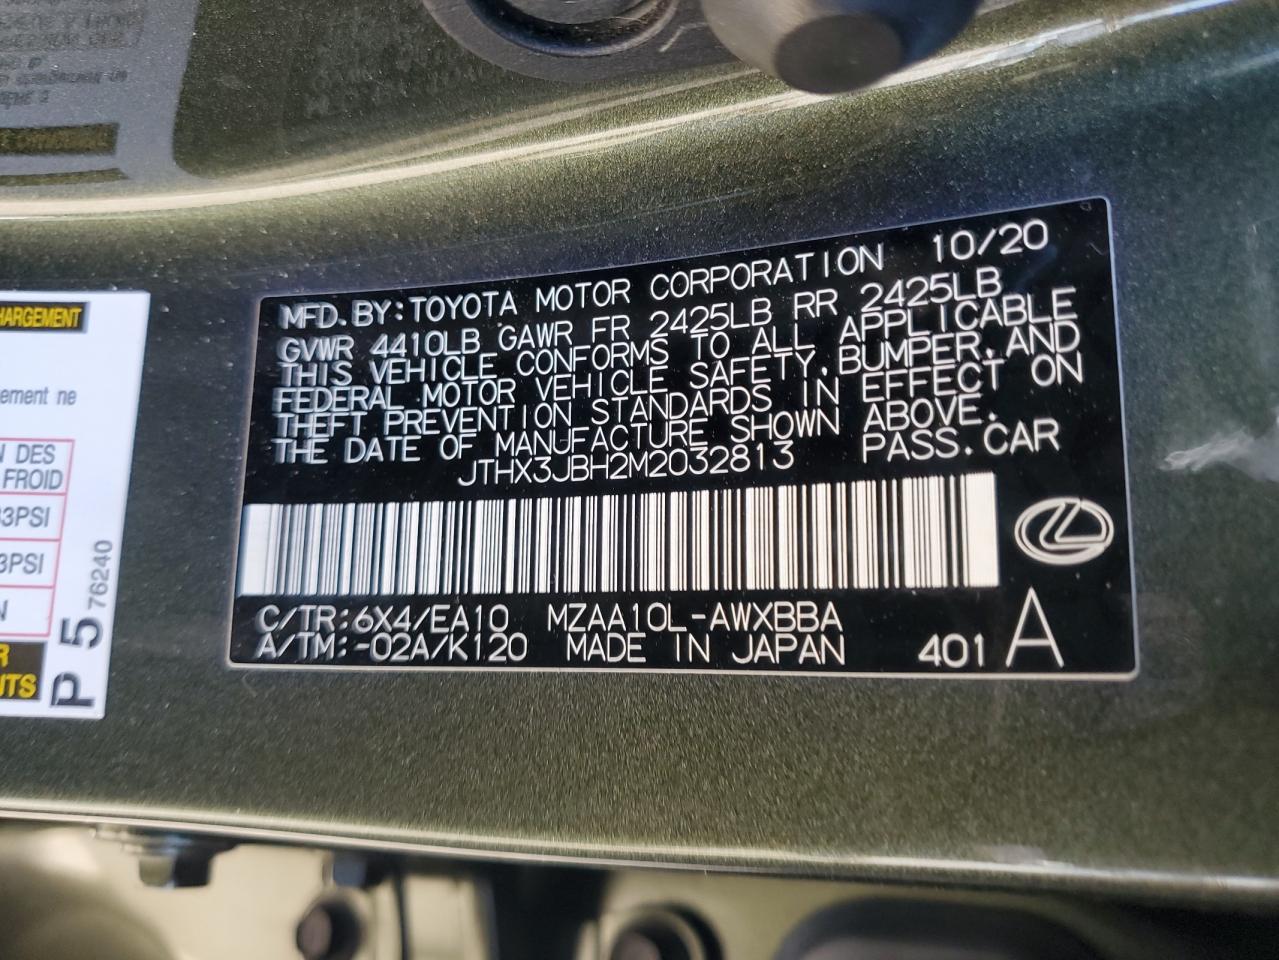 MFD.BY:TOYOTA MOTOR CORPORATION 10/20
GVWR 4410LB GAWR FR 2425LB RR 2425LB
THIS VEHICLE CONFORMS TO ALL APPLICABLE
FEDERAL MOTOR VEHICLE SAFETY,BUMPER,AND
THEFT PREVENTION STANDARDS IN EFFECT ON
THE DATE OF MANUFACTURE SHOWN ABOVE.
JTHX3JBH2M2032813 PASS.CAR
C/TR:6X4/EA10 MZAA10L-AWXBBA
A/TM:-02A/K120 MADE IN JAPAN 401 A
HARGEMENT
ement ne
DES
FROID
3PSI
3PSI
P 5 76240